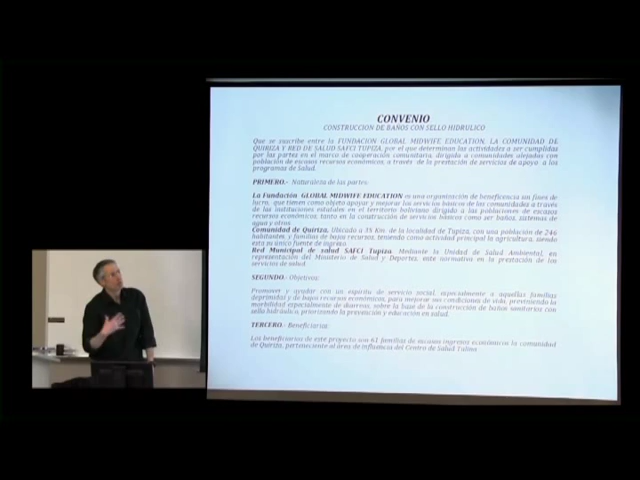 CONVENIO
CONSTRUCCION DE BAÑOS CON SELLO HIDRULICO
Que se suscribe entre la FUNDACION GLOBAL MIDWIFE EDUCATION, LA COMUNIDAD DE
QUIRIZA Y RED DE SALUD SAFCI TUPIZA, por el que determinan las actividades a ser cumplidas
por las partes en el marco de cooperación comunitaria, dirigido a comunidades alejadas con
población de escazos recursos económicos, a través de la prestación de servicios de apoyo a los
programas de Salud.
PRIMERO.- Naturaleza de las partes.
La Fundación GLOBAL MIDWIFE EDUCATION es una organización de beneficencia sin fines de
lucro, que tienen como objeto apoyar y mejorar los servicios básicos de las comunidades a través
de las instituciones estatales en el territorio boliviano dirigido a las poblaciones de escazos
recursos económicos, tanto en la construcción de servicios básicos como ser baños, sistemas de
agua y otros
Comunidad de Quiriza. Ubicado a 35 Km. de la localidad de Tupiza, con una población de 246
habitantes, y familias de bajos recursos, teniendo como actividad principal la agricultura, siendo
esta su único fuente de ingreso
Red Municipal de salud SAFCI Tupiza. Mediante la Unidad de Salud Ambiental, en
representación del Ministerio de Salud y Deportes, este normativa en la prestación de los
servicios de salud
SEGUNDO.- Objetivos:
Promover y ayudar con un espíritu de servicio social, especialmente a aquellas familias
deprimidas y de bajos recursos económicos, para mejorar sus condiciones de vida, previniendo la
morbilidad especialmente de diarreas, sobre la base de la construcción de baños sanitarios con
sello hidráulico, priorizando la prevención y educación en salud.
TERCERO.- Beneficiarios:
Los beneficiarios de este proyecto son 61 familias de escasos ingresos económicos la comunidad
de Quiriza, perteneciente al área de influencia del Centro de Salud Talina